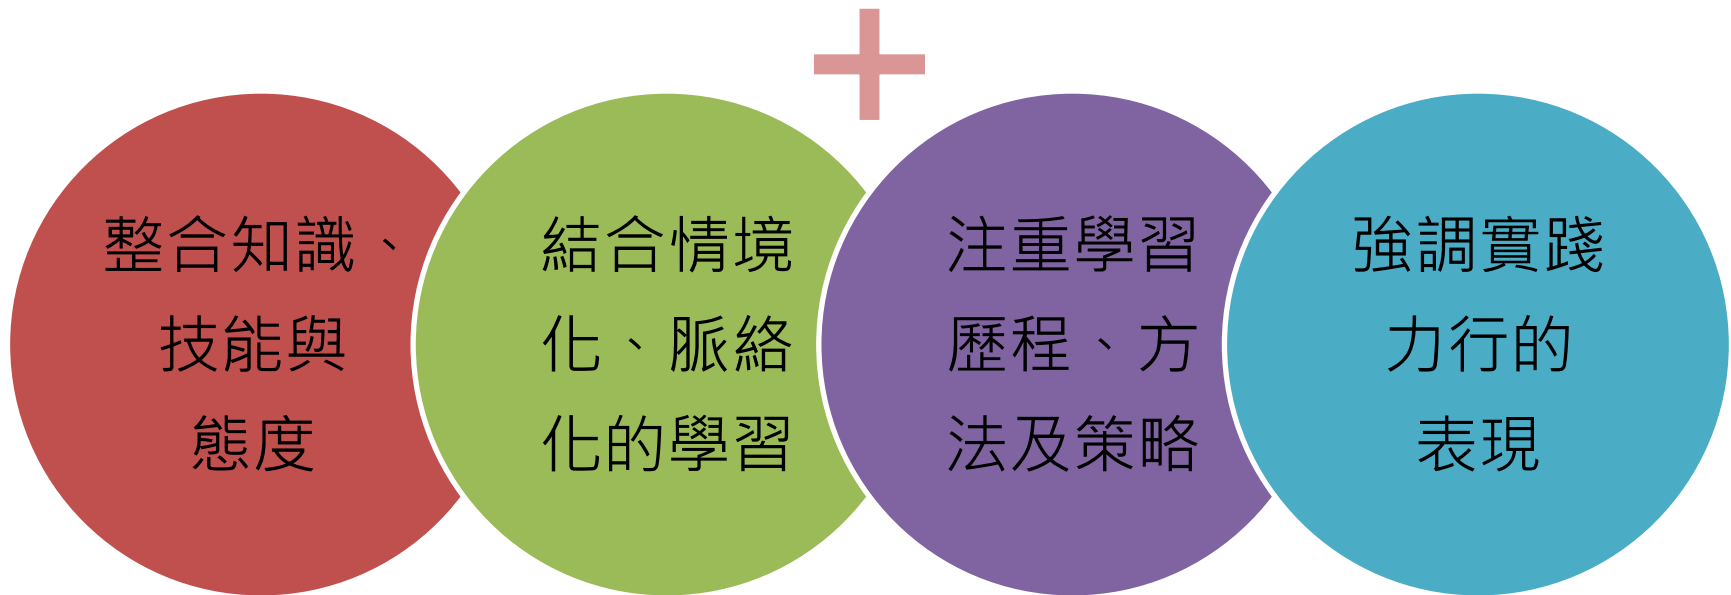 整合知識、
技能與
態度
結合情境
化、脈絡
化的學習
注重學習
歷程、方
法及策略
強調實踐
力行的
表現